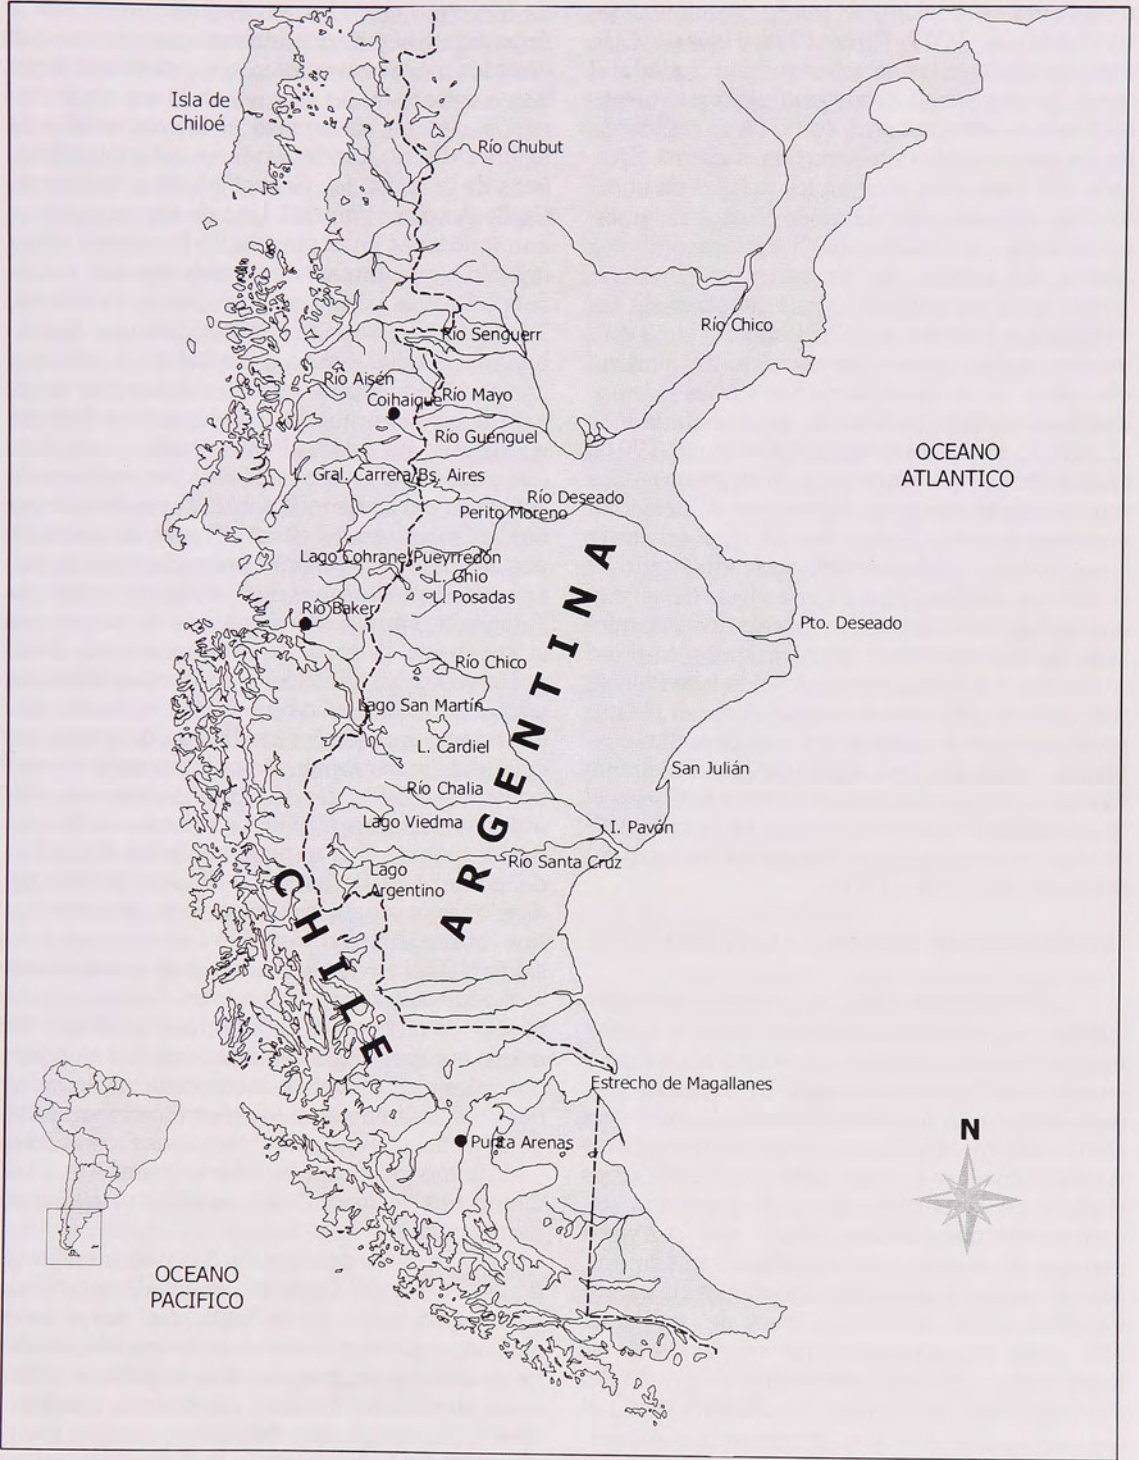 Isla de
Chiloé
Río Chubut
Río Chico
Río Senguerr
Río Aisén
Coihaique
Río Mayo
Río Guenguel
OCEANO
ATLANTICO
L. Gral. Carrera/Bs. Aires
Río Deseado
Perito Moreno
Lago Cohrane/Pueyrredón
L. Ghio
L. Posadas
Río Baker
Pto. Deseado
Río Chico
Lago San Martín
L. Cardiel
San Julián
Río Chalia
Lago Viedma
I. Pavón
Río Santa Cruz
Lago
Argentino
ARGENTINA
CHILE
Estrecho de Magallanes
Punta Arenas
N
OCEANO
PACIFICO